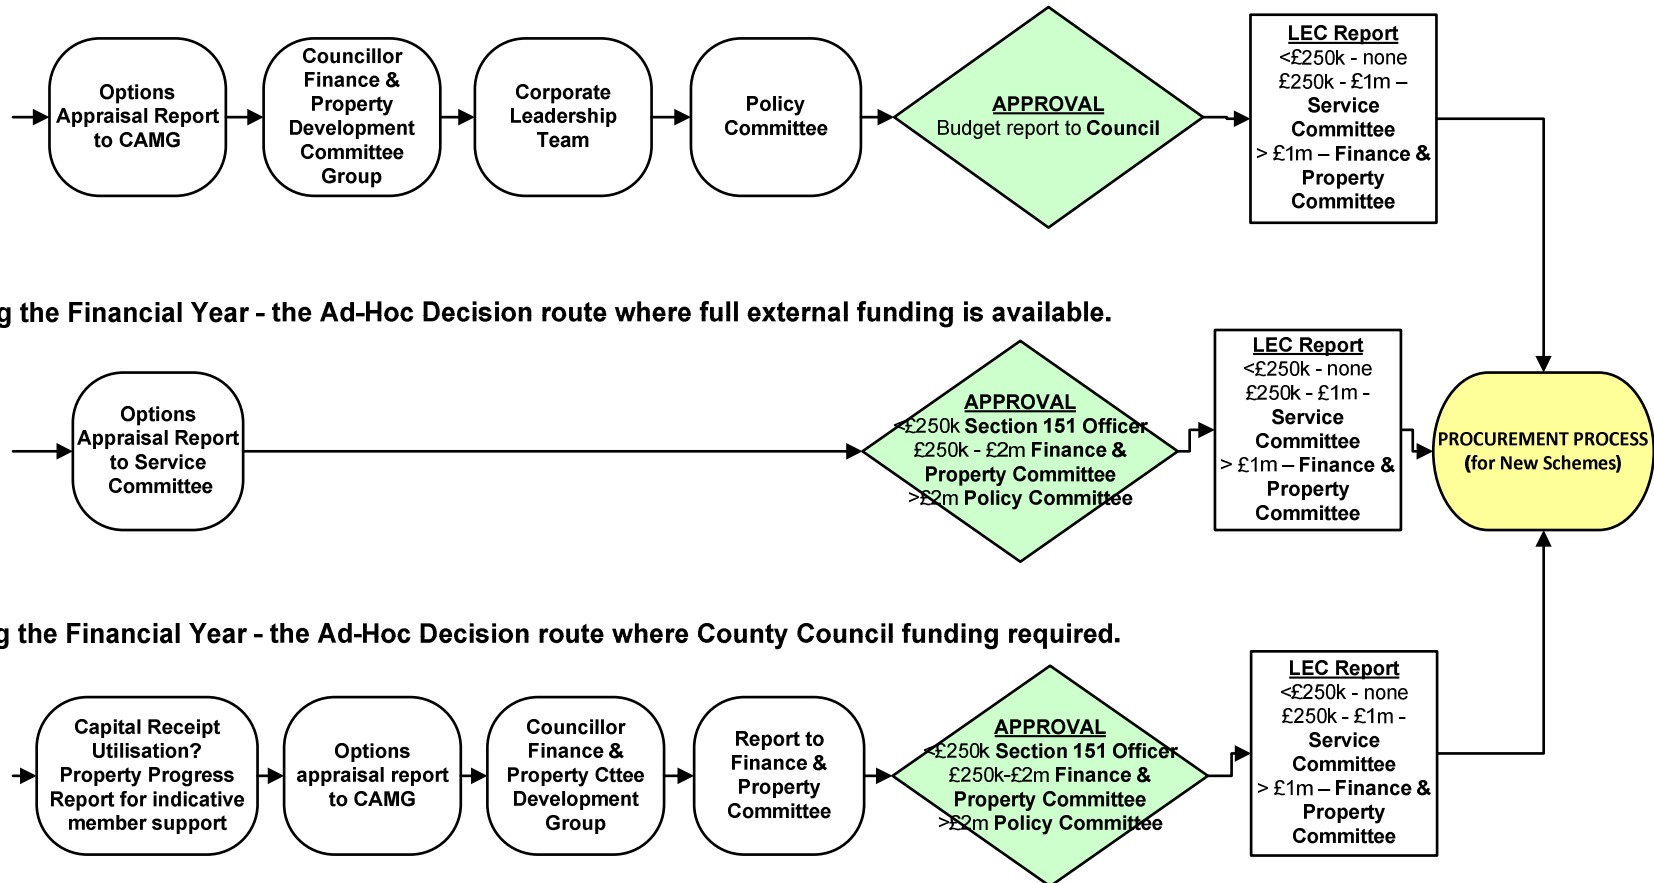 Options
Appraisal Report
to CAMG
Councillor
Finance &
Property
Development
Committee
Group
Corporate
Leadership
Team
Policy
Committee
APPROVAL
Budget report to Council
LEC Report
<£250k - none
£250k - £1m –
Service
Committee
> £1m – Finance &
Property
Committee
g the Financial Year - the Ad-Hoc Decision route where full external funding is available.
Options
Appraisal Report
to Service
Committee
APPROVAL
<£250k Section 151 Officer
£250k - £2m Finance &
Property Committee
>£2m Policy Committee
LEC Report
<£250k - none
£250k - £1m -
Service
Committee
> £1m – Finance &
Property
Committee
PROCUREMENT PROCESS
(for New Schemes)
g the Financial Year - the Ad-Hoc Decision route where County Council funding required.
Capital Receipt
Utilisation?
Property Progress
Report for indicative
member support
Options
appraisal report
to CAMG
Councillor
Finance &
Property Cttee
Development
Group
Report to
Finance &
Property
Committee
APPROVAL
<£250k Section 151 Officer
£250k-£2m Finance &
Property Committee
>£2m Policy Committee
LEC Report
<£250k - none
£250k - £1m -
Service
Committee
> £1m – Finance &
Property
Committee